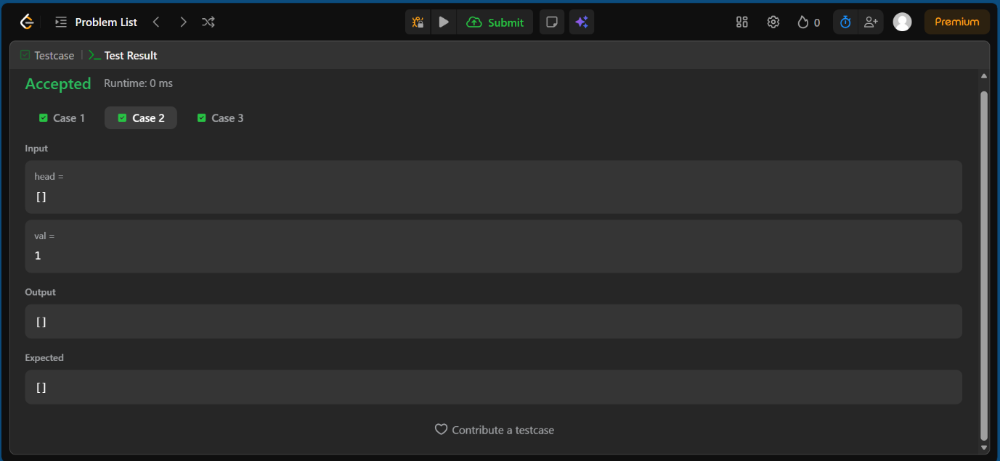 Problem List Submit 0 Premium
Testcase Test Result
Accepted Runtime: 0 ms
Case 1 Case 2 Case 3
Input
head =
[]
val =
1
Output
[]
Expected
[]
Contribute a testcase